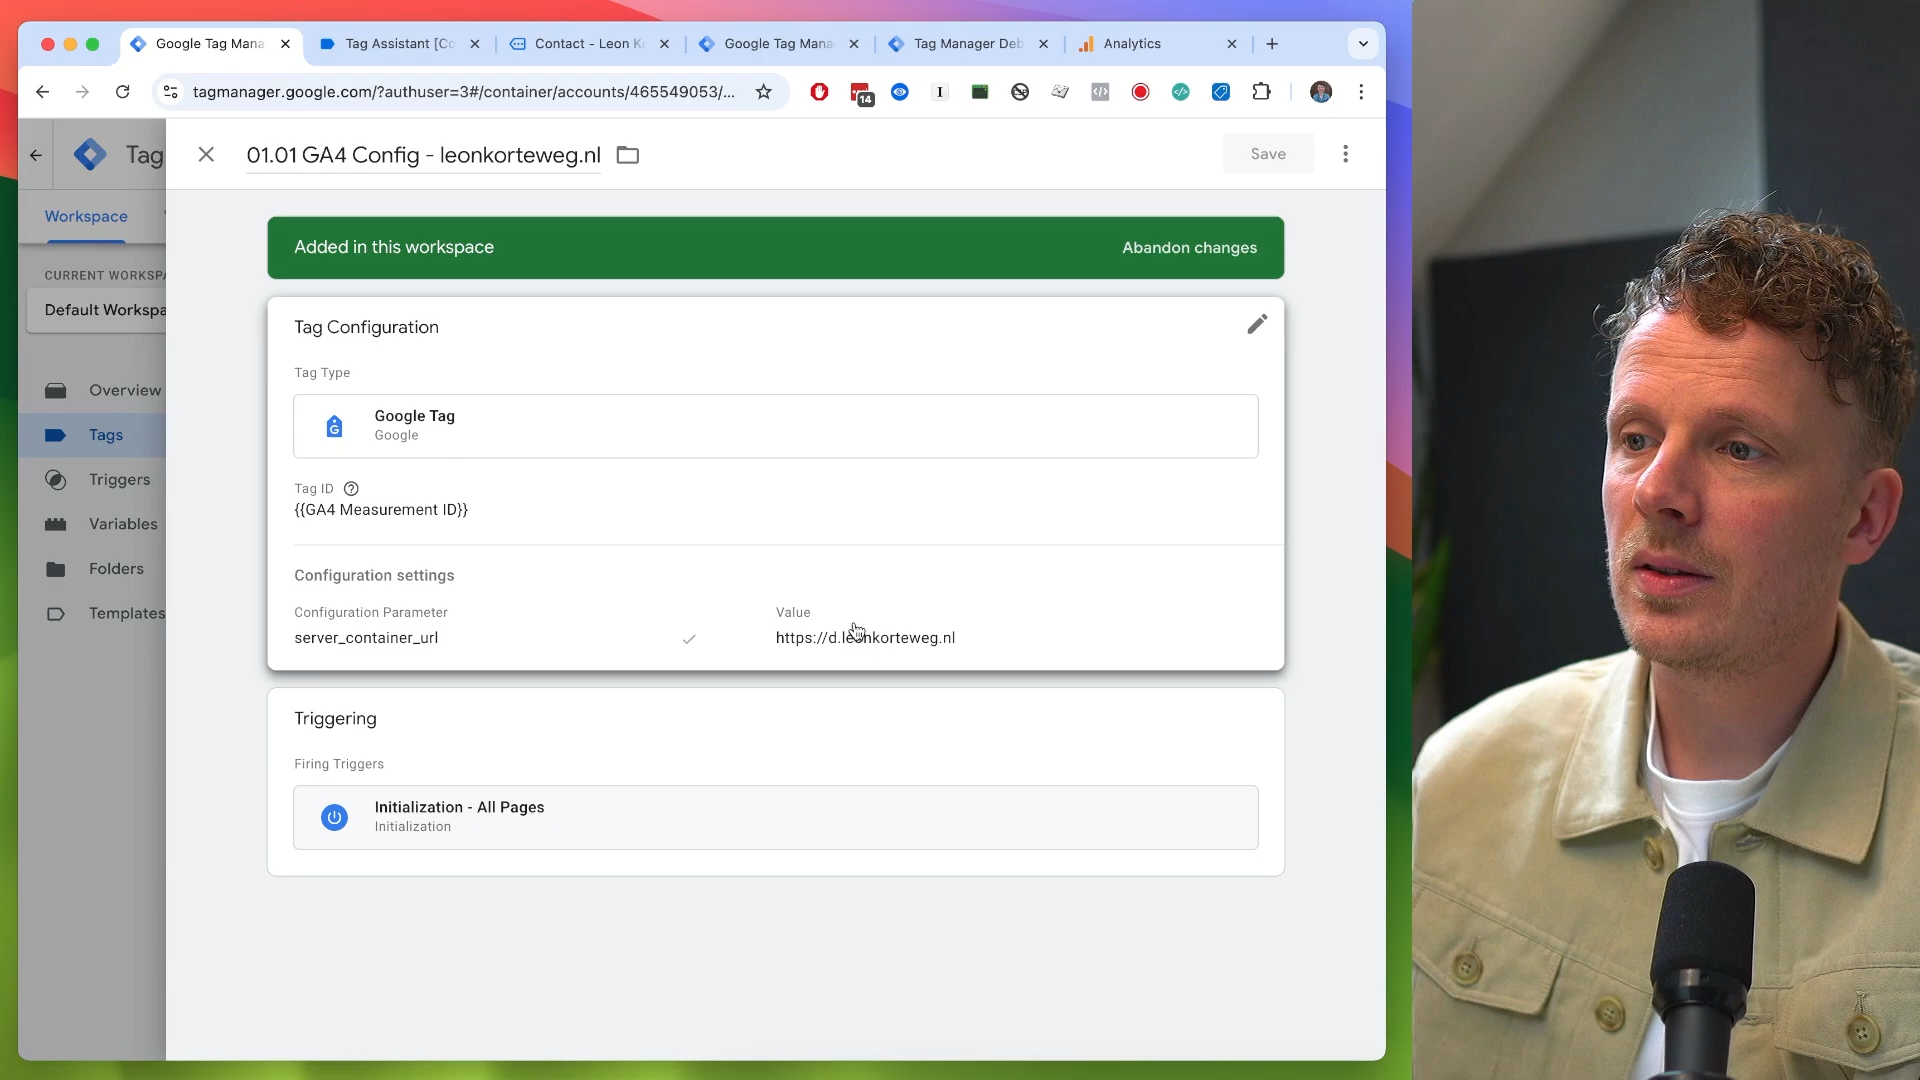 Google Tag Mana
Tag Assistant [Co
Contact - Leon K
Google Tag Mana
Tag Manager Deb
Analytics
tagmanager.google.com/?authuser=3#/container/accounts/465549053/...
14
Tag
01.01 GA4 Config - leonkorteweg.nl
Save
Workspace
CURRENT WORKSPA
Default Workspa
Overview
Tags
Triggers
Variables
Folders
Templates
Added in this workspace
Abandon changes
Tag Configuration
Tag Type
Google Tag
Google
Tag ID
{{GA4 Measurement ID}}
Configuration settings
Configuration Parameter
Value
server_container_url
https://d.leonkorteweg.nl
Triggering
Firing Triggers
Initialization - All Pages
Initialization